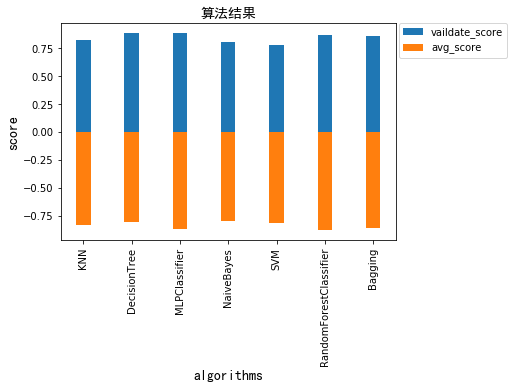 算法结果
vaildate_score
avg_score
0.75
0.50
0.25
0.00
−0.25
−0.50
−0.75
score
KNN
DecisionTree
MLPClassifier
NaiveBayes
SVM
RandomForestClassifier
Bagging
algorithms